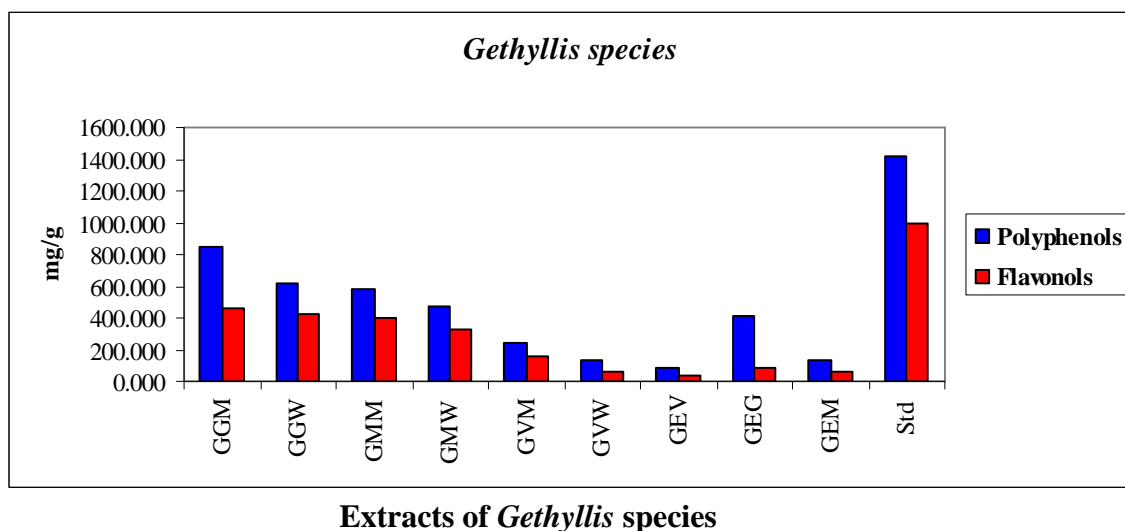 Gethyllis species
1600.000
1400.000
1200.000
1000.000
800.000
600.000
400.000
200.000
0.000
mg/g
GGM
GGW
GMM
GMW
GVM
GVW
GEV
GEG
GEM
Std
Polyphenols
Flavonols
Extracts of Gethyllis species